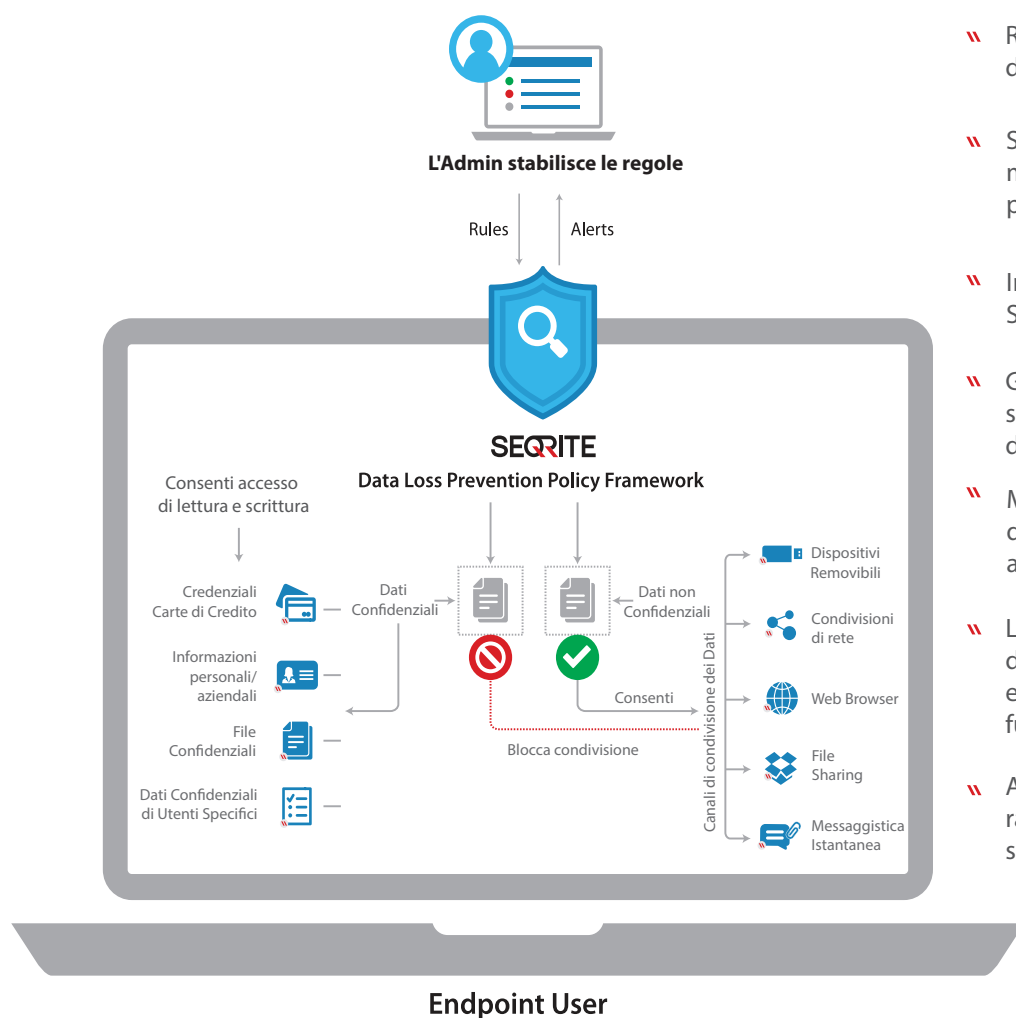 L'Admin stabilisce le regole
Rules
Alerts
SEQRITE
Data Loss Prevention Policy Framework
Consenti accesso
di lettura e scrittura
Credenziali
Carte di Credito
Informazioni
personali/
aziendali
File
Confidenziali
Dati Confidenziali
di Utenti Specifici
Dati
Confidenziali
Dati non
Confidenziali
Consenti
Blocca condivisione
Canali di condivisione dei Dati
Dispositivi
Removibili
Condivisioni
di rete
Web Browser
File
Sharing
Messaggistica
Istantanea
Endpoint User